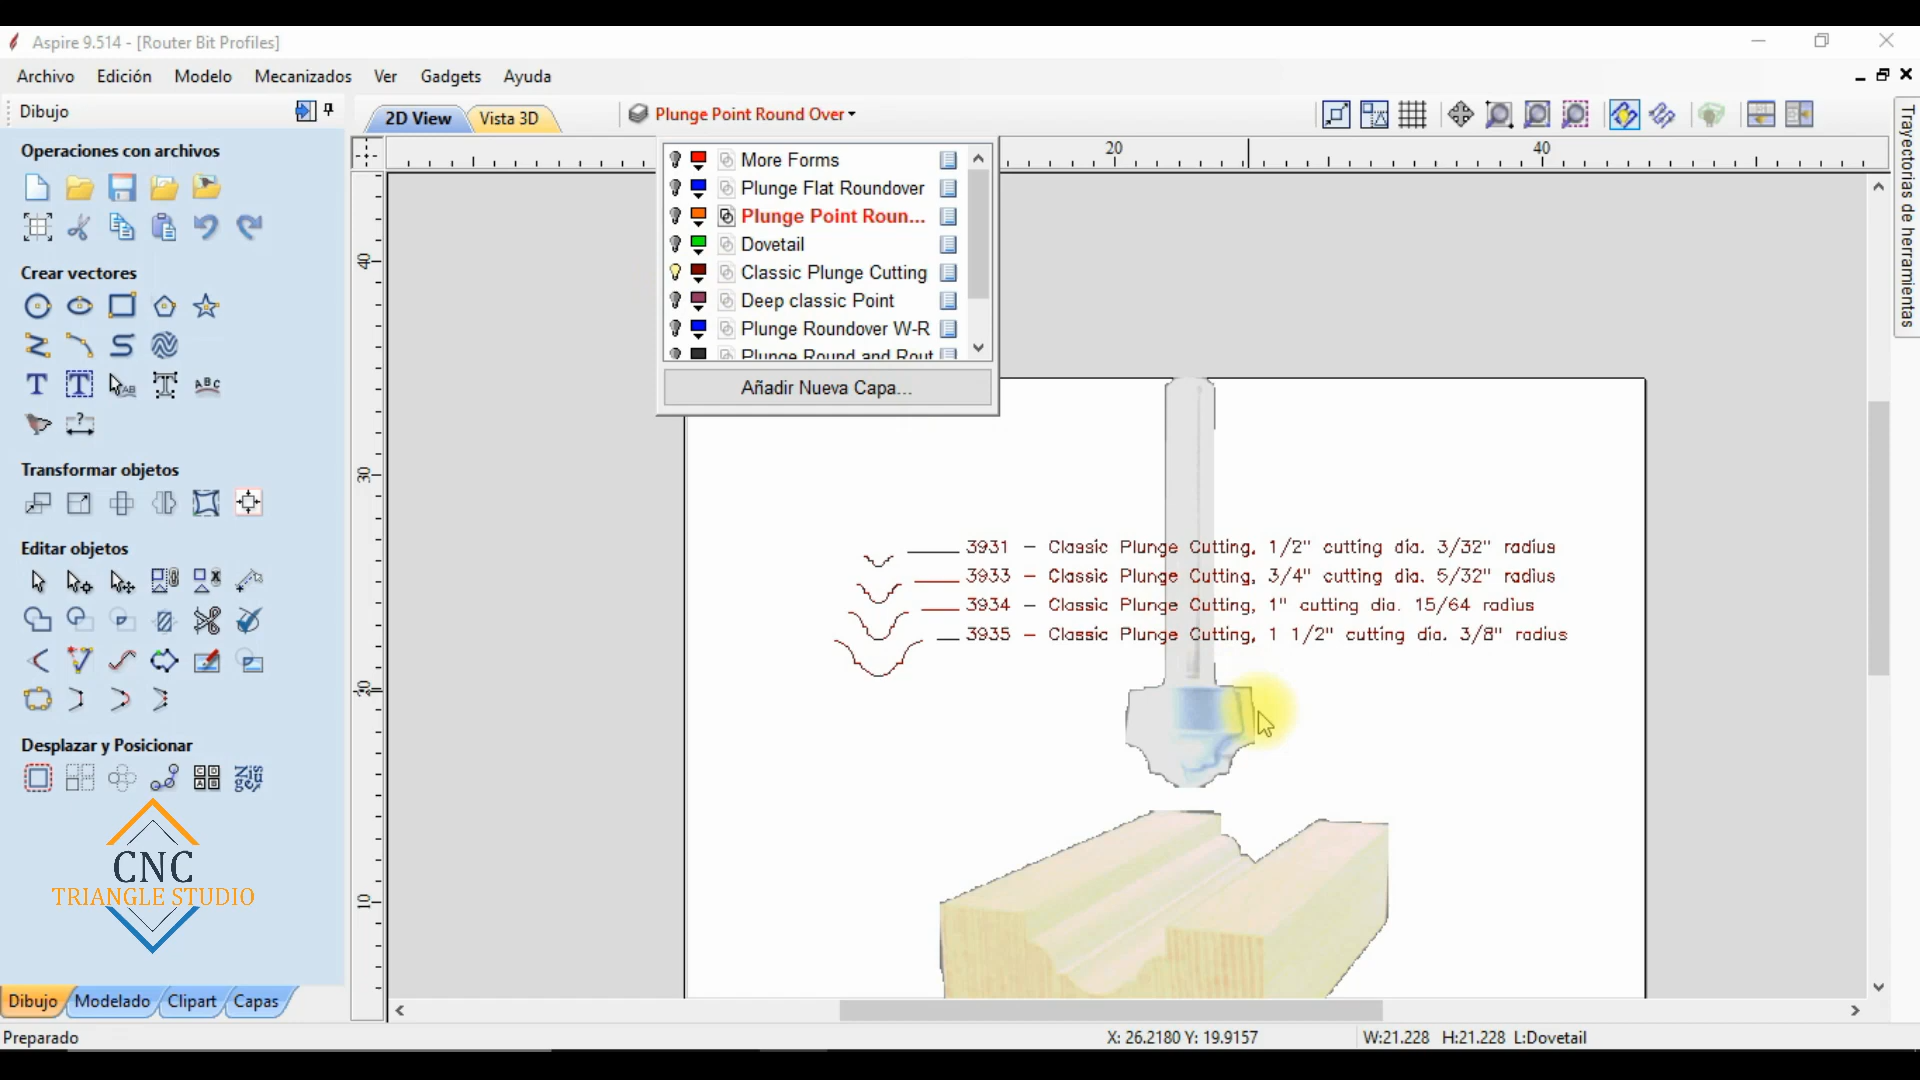 Aspire 9.514 - [Router Bit Profiles]
Archivo Edición Modelo Mecanizados Ver Gadgets Ayuda
Dibujo
2D View Vista 3D Plunge Point Round Over
Operaciones con archivos
Crear vectores
Transformar objetos
Editar objetos
Desplazar y Posicionar
CNC
TRIANGLE STUDIO
Dibujo Modelado Clipart Capas
More Forms
Plunge Flat Roundover
Plunge Point Roun...
Dovetail
Classic Plunge Cutting
Deep classic Point
Plunge Roundover W-R
Plunge Round and Rout
Añadir Nueva Capa...
20 40
40
30
20
10
3931 - Classic Plunge Cutting, 1/2" cutting dia. 3/32" radius
3933 - Classic Plunge Cutting, 3/4" cutting dia. 5/32" radius
3934 - Classic Plunge Cutting, 1" cutting dia. 15/64 radius
3935 - Classic Plunge Cutting, 1 1/2" cutting dia. 3/8" radius
Trayectorias de herramientas
Preparado
X: 26.2180 Y: 19.9157
W:21.228 H:21.228 L:Dovetail